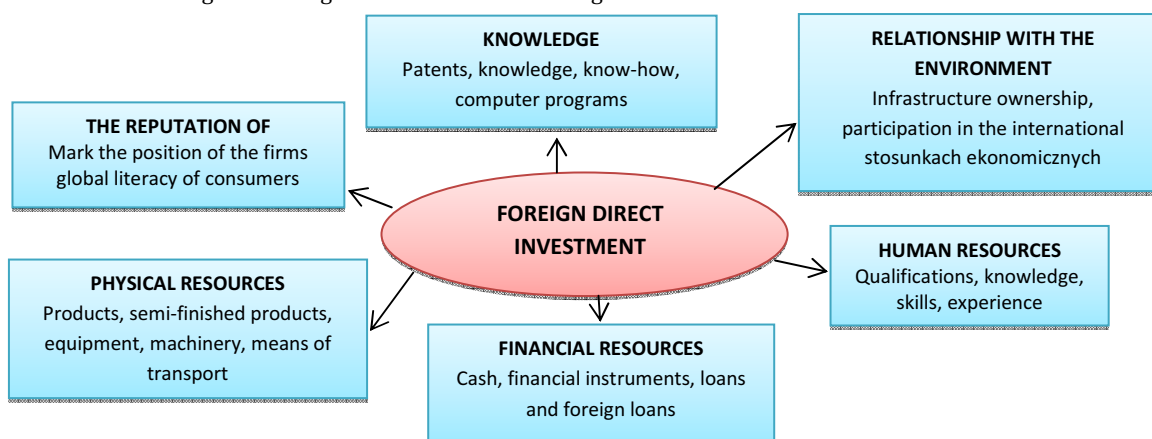 KNOWLEDGE
Patents, knowledge, know-how,
computer programs
RELATIONSHIP WITH THE
ENVIRONMENT
Infrastructure ownership,
participation in the international
stosunkach ekonomicznych
THE REPUTATION OF
Mark the position of the firms
global literacy of consumers
FOREIGN DIRECT
INVESTMENT
HUMAN RESOURCES
Qualifications, knowledge,
skills, experience
PHYSICAL RESOURCES
Products, semi-finished products,
equipment, machinery, means of
transport
FINANCIAL RESOURCES
Cash, financial instruments, loans
and foreign loans